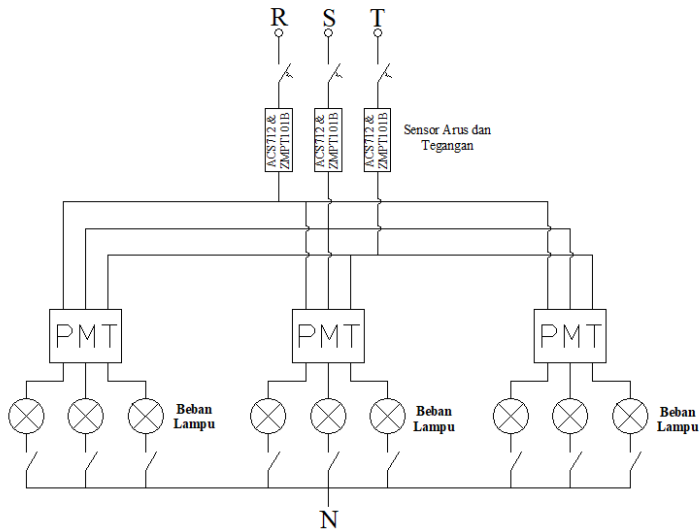 R S T
ACS712 &
ZMPT101B
ACS712 &
ZMPT101B
ACS712 &
ZMPT101B
Sensor Arus dan
Tegangan
PMT PMT PMT
Beban
Lampu
Beban
Lampu
Beban
Lampu
N